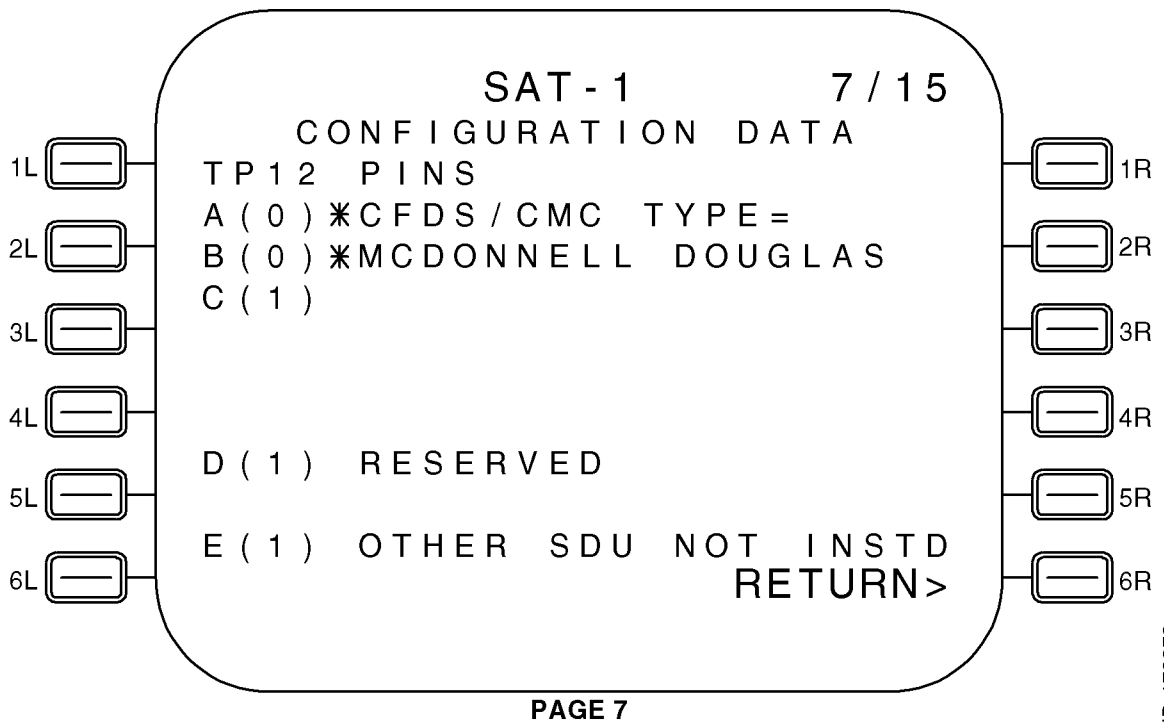 SAT-1 7/15
CONFIGURATION DATA
1L 1R
TP12 PINS
A(0)*CFDS/CMC TYPE=
2L B(0)*MCDONNELL DOUGLAS 2R
C(1)
3L 3R
4L 4R
D(1) RESERVED
5L 5R
E(1) OTHER SDU NOT INSTD
6L RETURN> 6R
PAGE 7